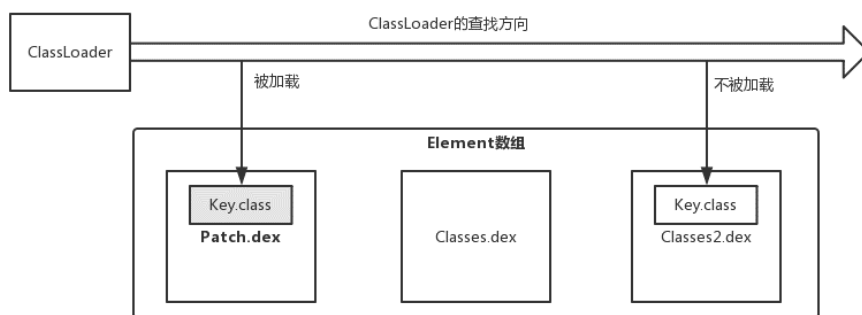 ClassLoader的查找方向
ClassLoader
被加载
不被加载
Element数组
Key.class
Patch.dex
Classes.dex
Key.class
Classes2.dex